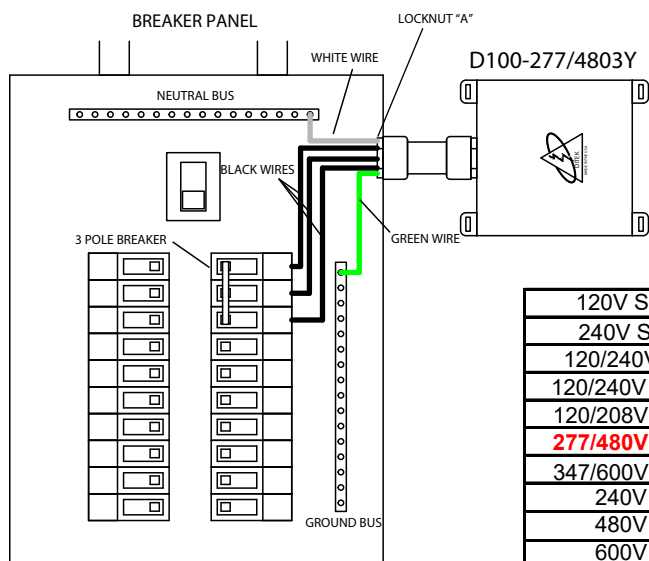 BREAKER PANEL
LOCKNUT “A”
WHITE WIRE
D100-277/4803Y
NEUTRAL BUS
BLACK WIRES
DITEK
3 POLE BREAKER
GREEN WIRE
GROUND BUS
120V S
240V S
120/240V
120/240V
120/208V
277/480V
347/600V
240V
480V
600V